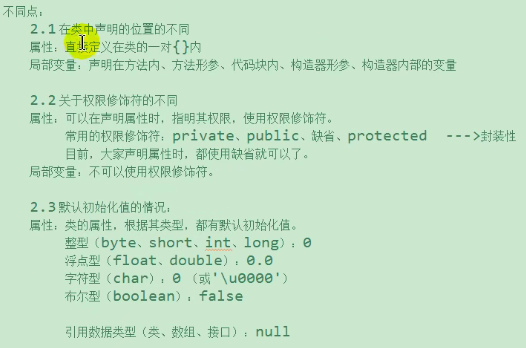 不同点：
2.1在类中声明的位置的不同
属性：直接定义在类的一对{}内
局部变量：声明在方法内、方法形参、代码块内、构造器形参、构造器内部的变量
2.2关于权限修饰符的不同
属性：可以在声明属性时，指明其权限，使用权限修饰符。
常用的权限修饰符：private、public、缺省、protected --->封装性
目前，大家声明属性时，都使用缺省就可以了。
局部变量：不可以使用权限修饰符。
2.3默认初始化值的情况：
属性：类的属性，根据其类型，都有默认初始化值。
整型（byte、short、int、long）：0
浮点型（float、double）：0.0
字符型（char）：0 （或'\u0000'）
布尔型（boolean）：false
引用数据类型（类、数组、接口）：null